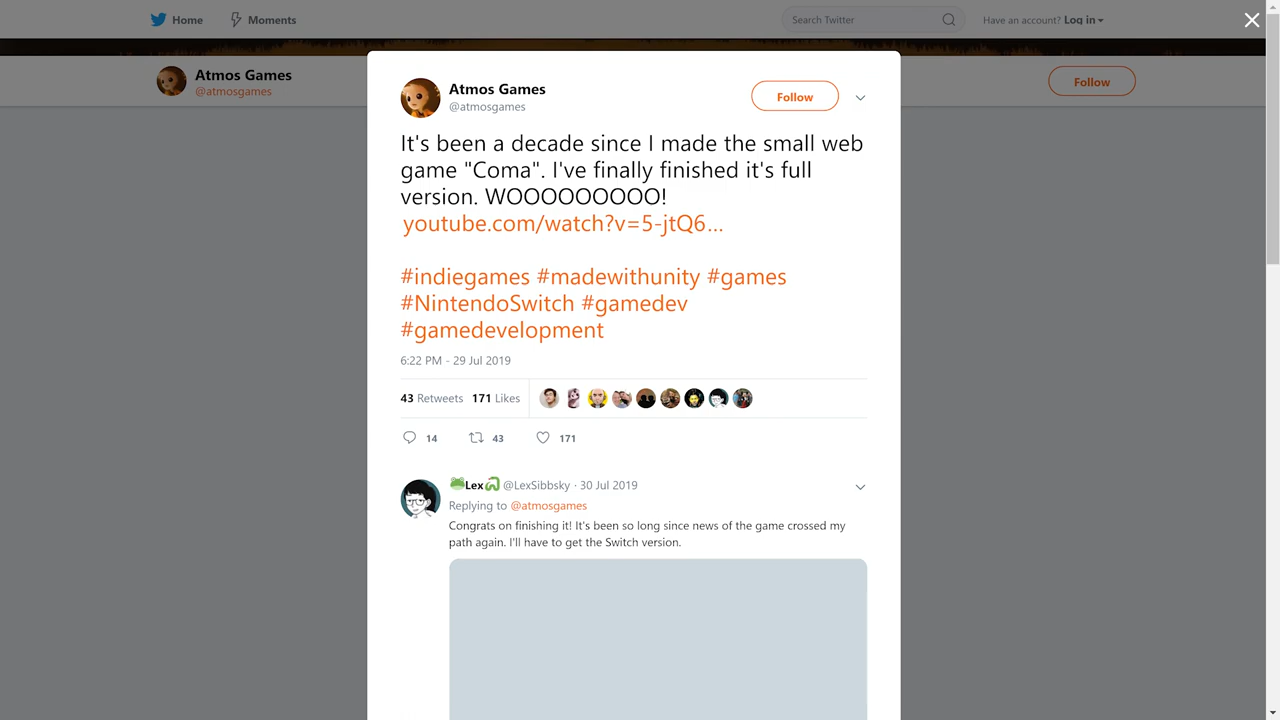 Home Moments Search Twitter Have an account? Log in
Atmos Games
@atmosgames
Follow
Atmos Games
@atmosgames
Follow
It's been a decade since I made the small web
game "Coma". I've finally finished it's full
version. WOOOOOOOOO!
youtube.com/watch?v=5-jtQ6...
#indiegames #madewithunity #games
#NintendoSwitch #gamedev
#gamedevelopment
6:22 PM - 29 Jul 2019
43 Retweets 171 Likes
14 43 171
Lex @LexSibbsky · 30 Jul 2019
Replying to @atmosgames
Congrats on finishing it! It's been so long since news of the game crossed my
path again. I'll have to get the Switch version.